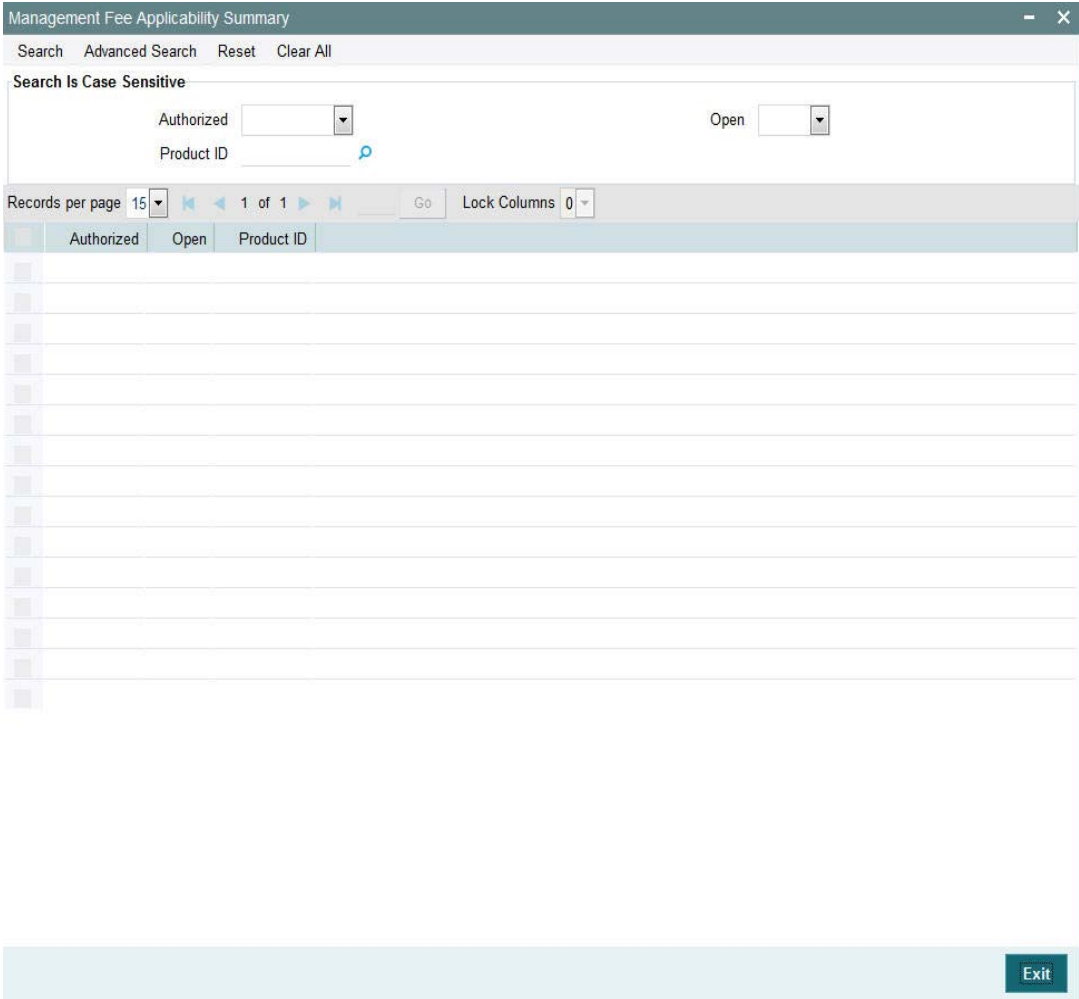 Management Fee Applicability Summary
Search Advanced Search Reset Clear All
Search Is Case Sensitive
Authorized Open
Product ID
Records per page 15 1 of 1 Go Lock Columns 0
Authorized Open Product ID
Exit